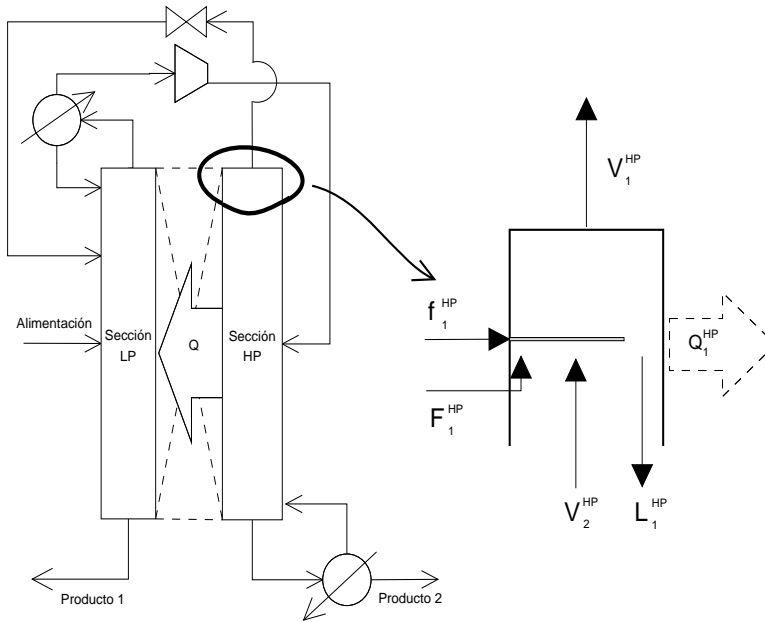 Alimentación
Sección
LP
Q
Sección
HP
Producto 1
Producto 2
V₁ᴴᴾ
f₁ᴴᴾ
Q₁ᴴᴾ
F₁ᴴᴾ
V₂ᴴᴾ
L₁ᴴᴾ